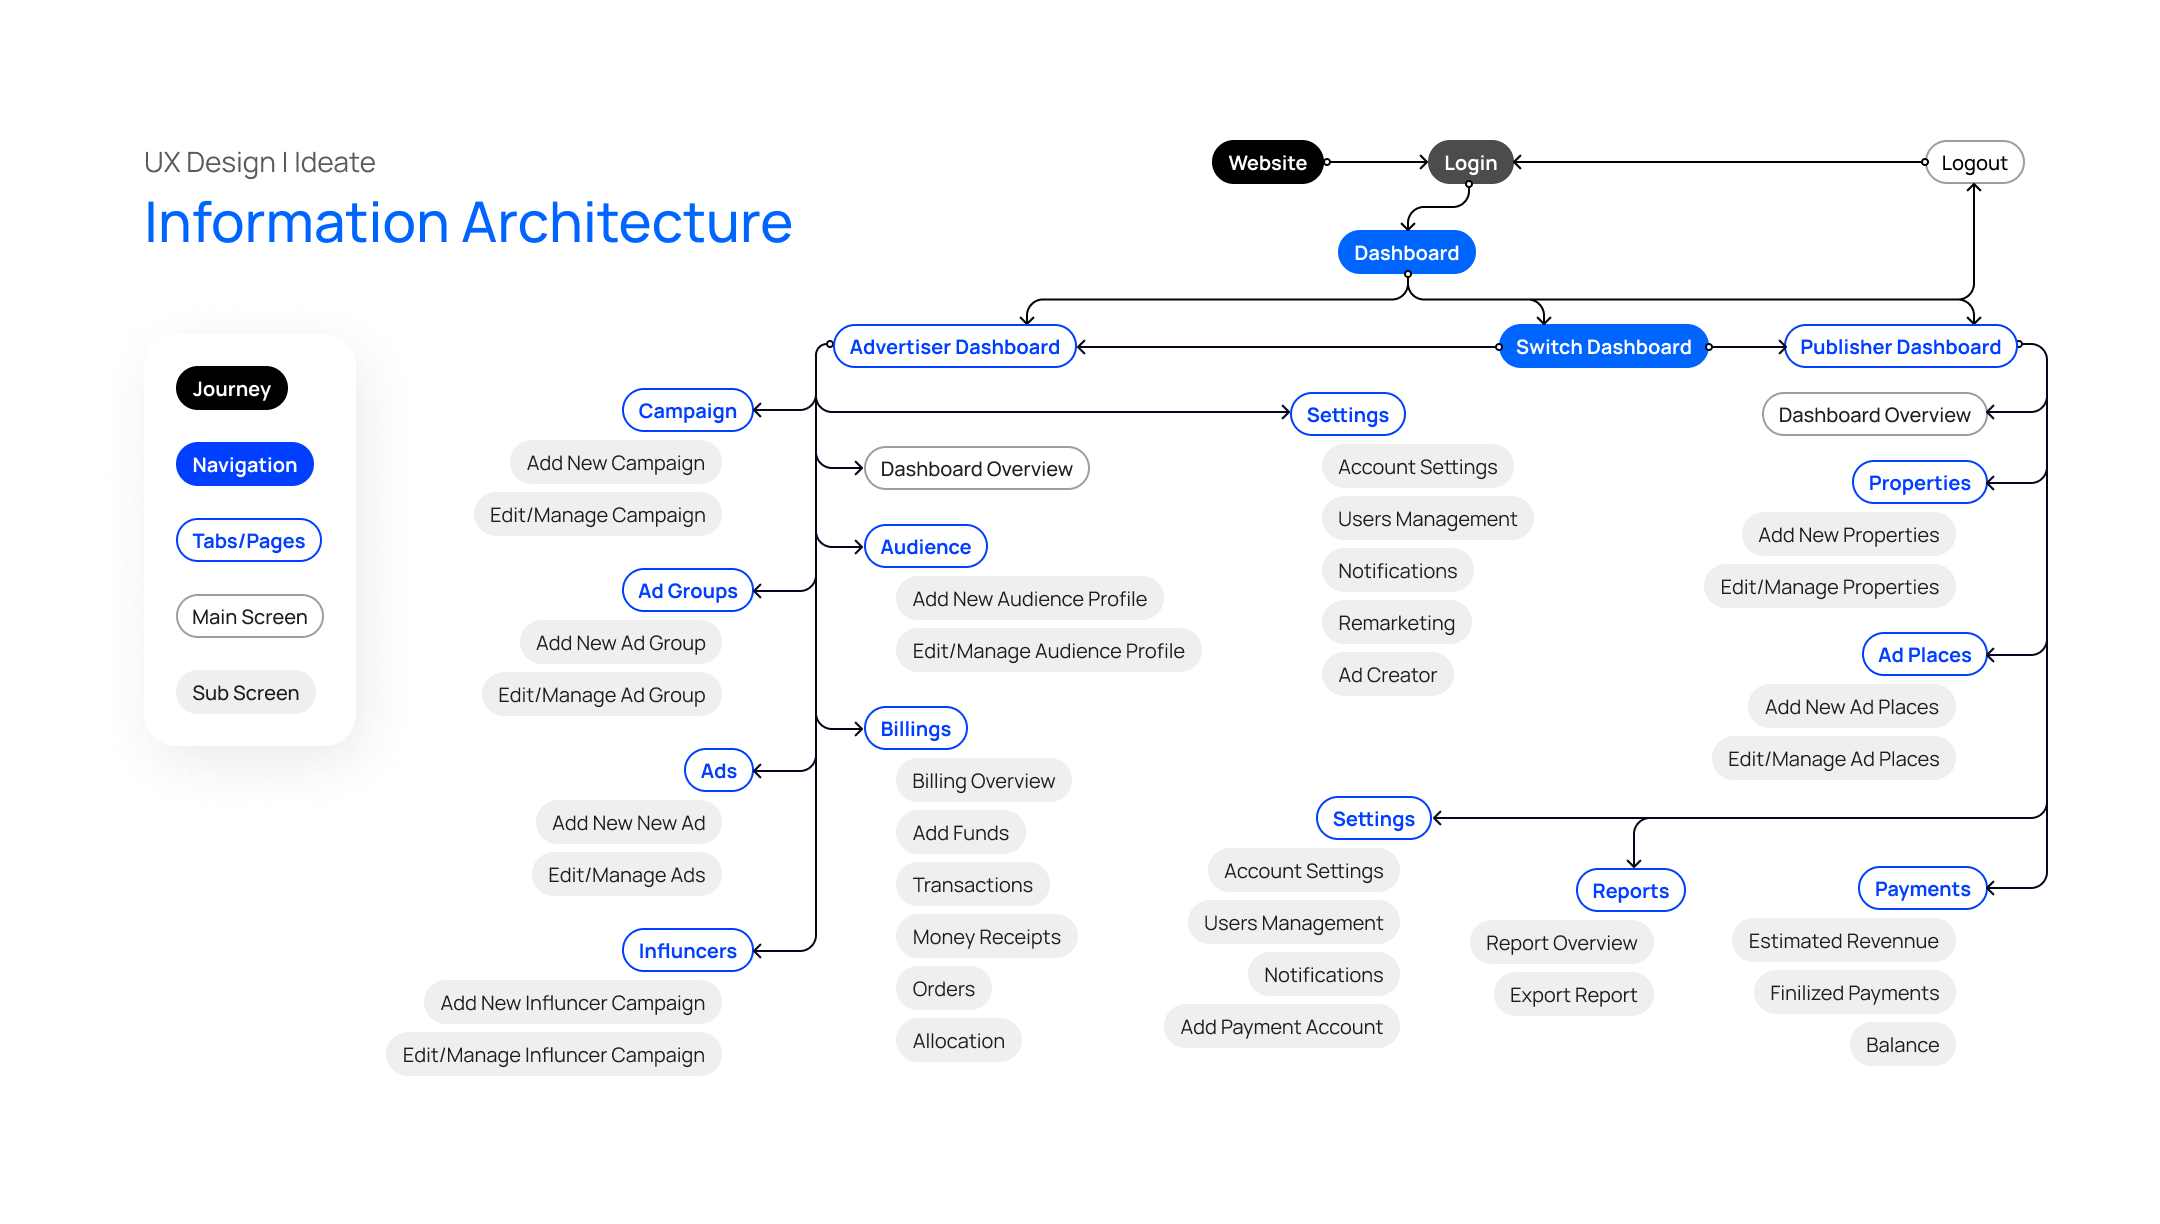 UX Design | Ideate
Information Architecture
Journey
Navigation
Tabs/Pages
Main Screen
Sub Screen
Website
Login
Logout
Dashboard
Advertiser Dashboard
Switch Dashboard
Publisher Dashboard
Campaign
Add New Campaign
Edit/Manage Campaign
Ad Groups
Add New Ad Group
Edit/Manage Ad Group
Ads
Add New New Ad
Edit/Manage Ads
Influncers
Add New Influncer Campaign
Edit/Manage Influncer Campaign
Dashboard Overview
Audience
Add New Audience Profile
Edit/Manage Audience Profile
Billings
Billing Overview
Add Funds
Transactions
Money Receipts
Orders
Allocation
Settings
Account Settings
Users Management
Notifications
Remarketing
Ad Creator
Dashboard Overview
Properties
Add New Properties
Edit/Manage Properties
Ad Places
Add New Ad Places
Edit/Manage Ad Places
Settings
Account Settings
Users Management
Notifications
Add Payment Account
Reports
Report Overview
Export Report
Payments
Estimated Revennue
Finilized Payments
Balance